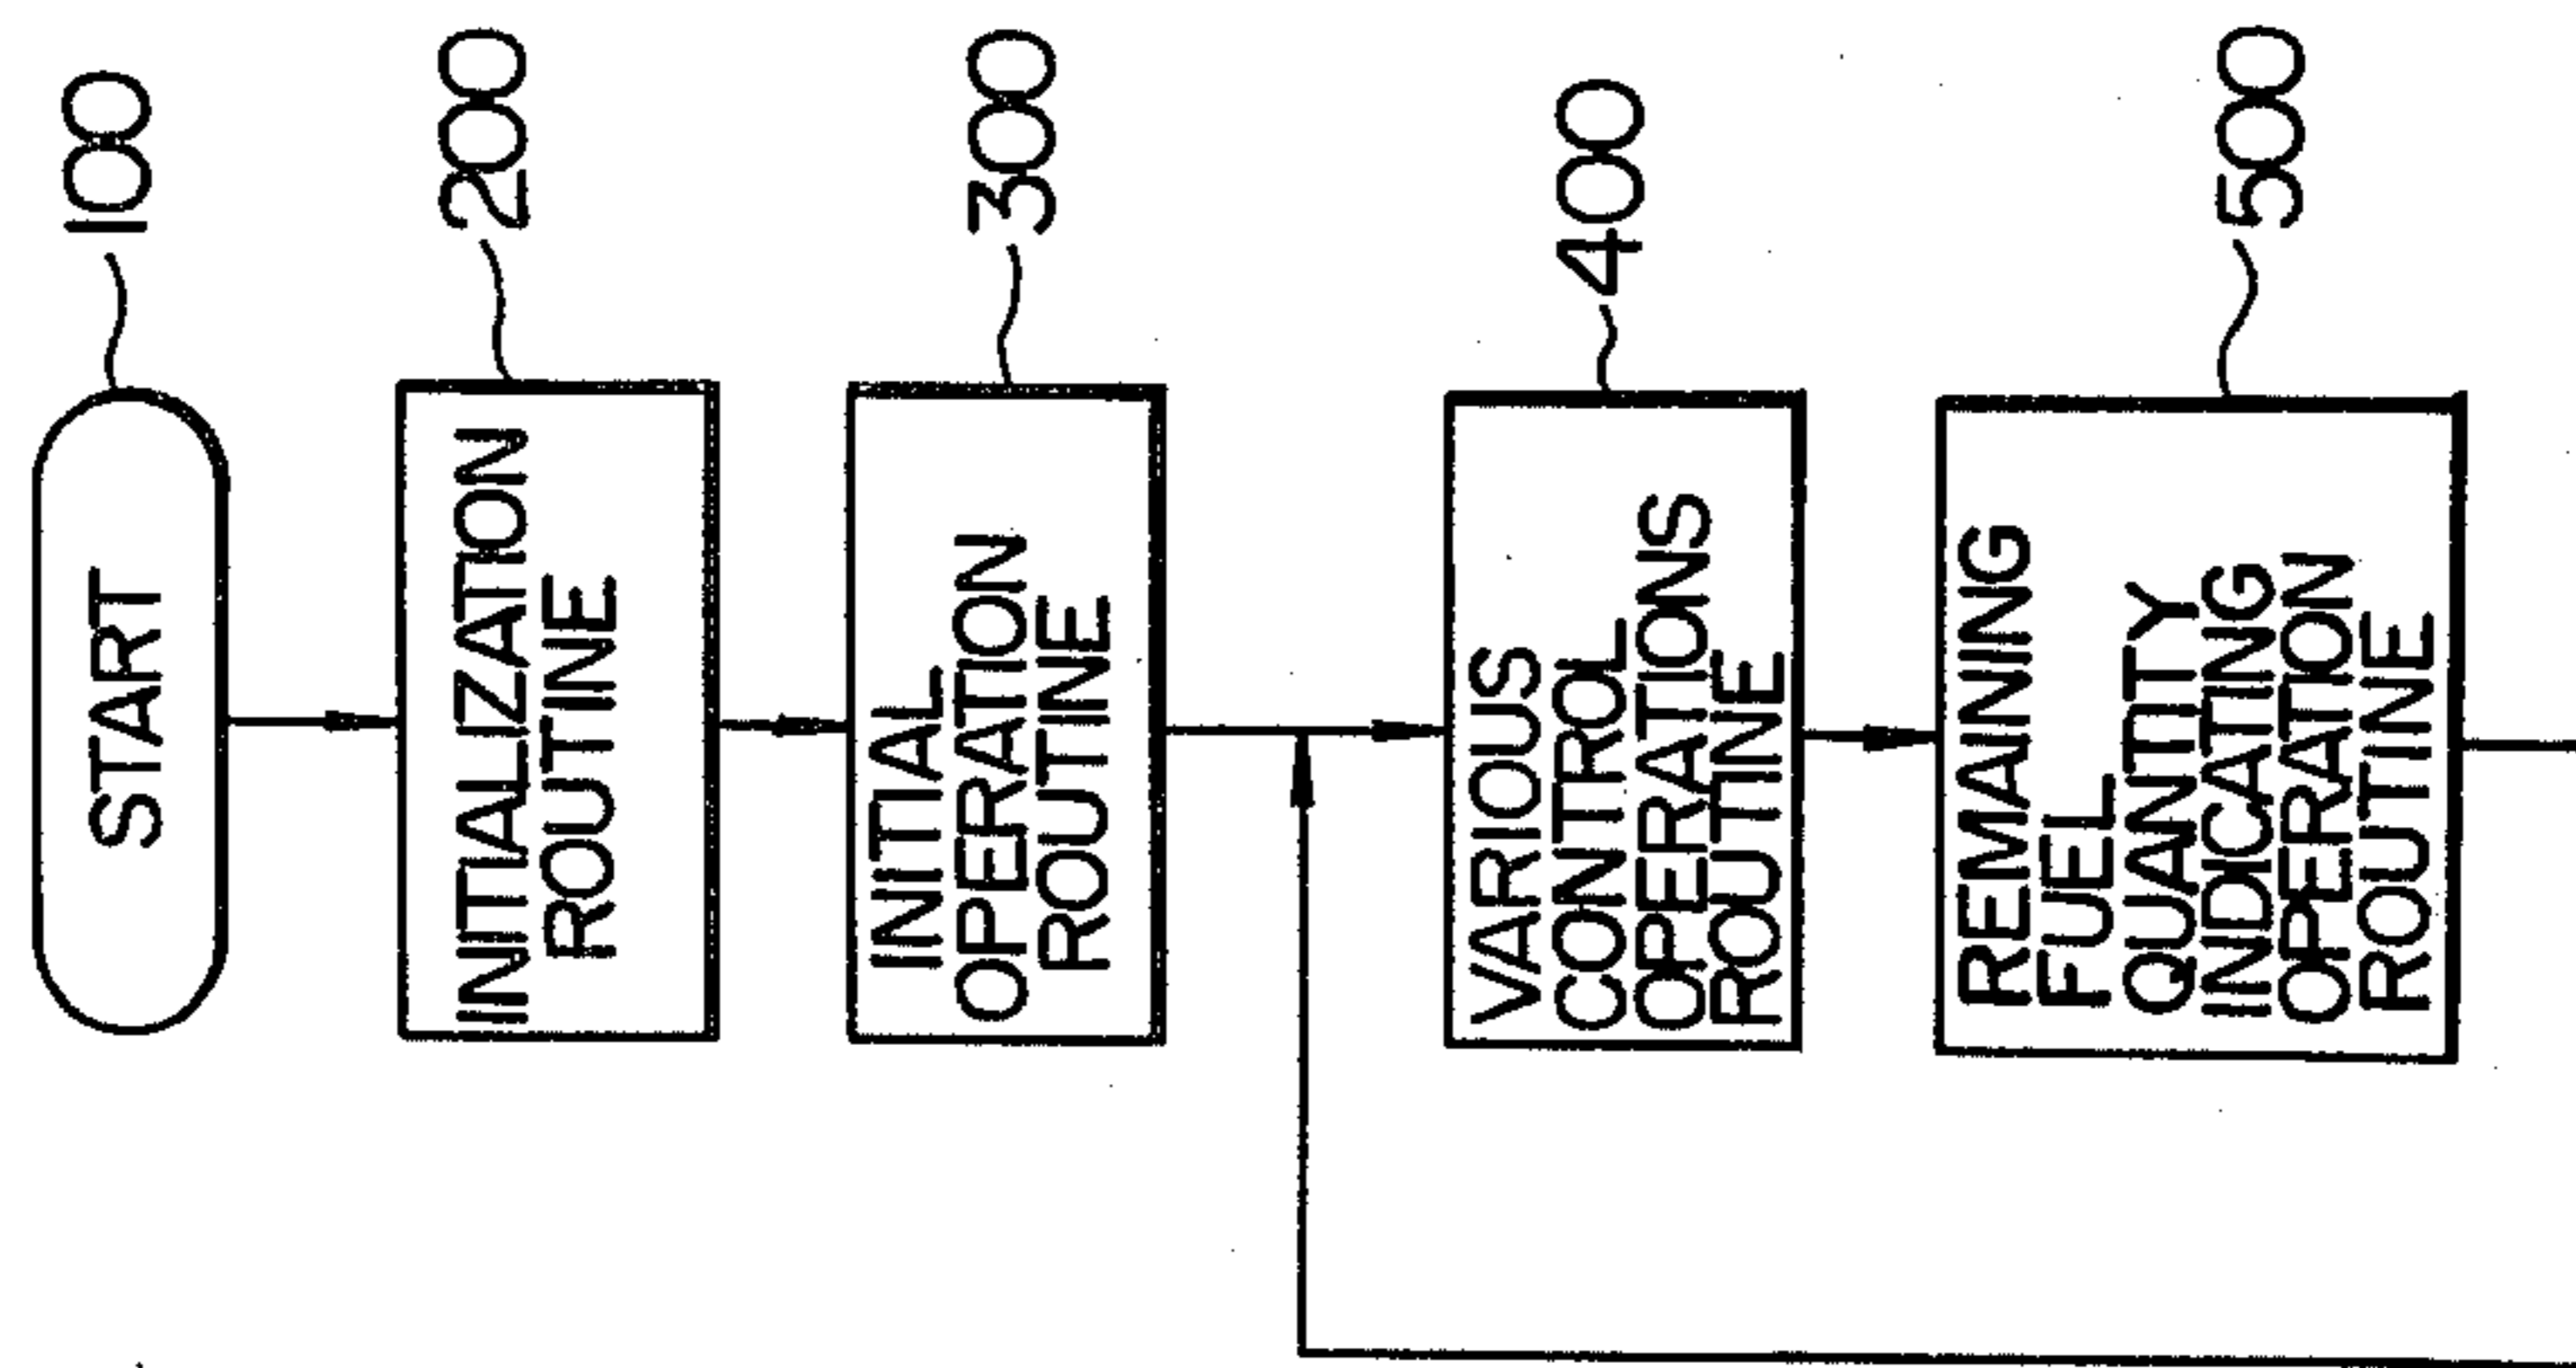 START
100
INITIALIZATION
ROUTINE
200
INITIAL
OPERATION
ROUTINE
300
VARIOUS
CONTROL
OPERATIONS
ROUTINE
400
REMAINING
FUEL
QUANTITY
INDICATING
OPERATION
ROUTINE
500